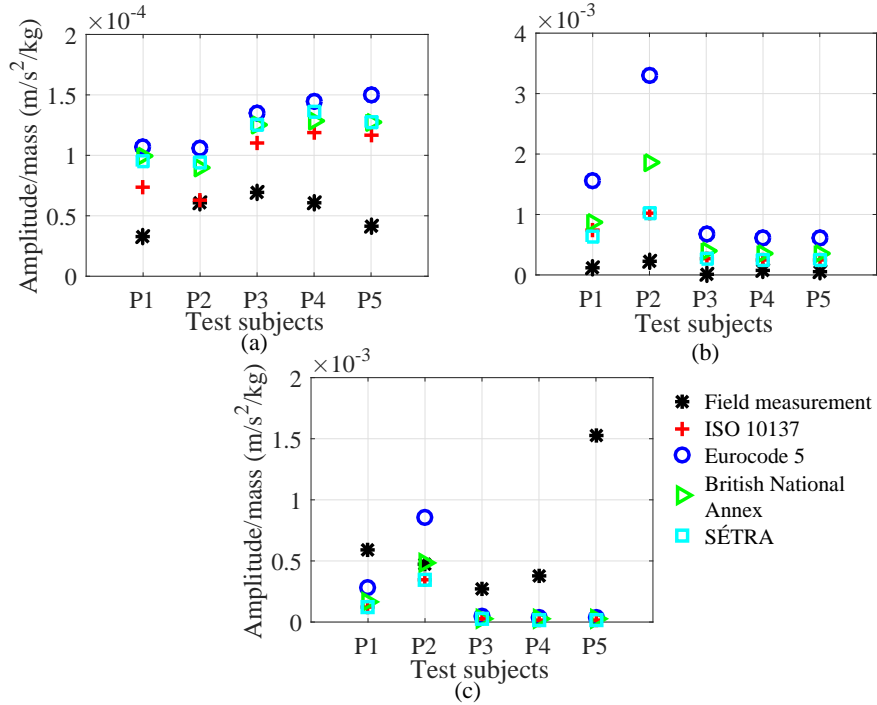 ×10⁻⁴
Amplitude/mass (m/s²/kg)
2
1.5
1
0.5
0
P1 P2 P3 P4 P5
Test subjects
(a)
×10⁻³
4
3
2
1
0
P1 P2 P3 P4 P5
Test subjects
(b)
×10⁻³
Amplitude/mass (m/s²/kg)
2
1.5
1
0.5
0
P1 P2 P3 P4 P5
Test subjects
(c)
Field measurement
ISO 10137
Eurocode 5
British National
Annex
SÉTRA